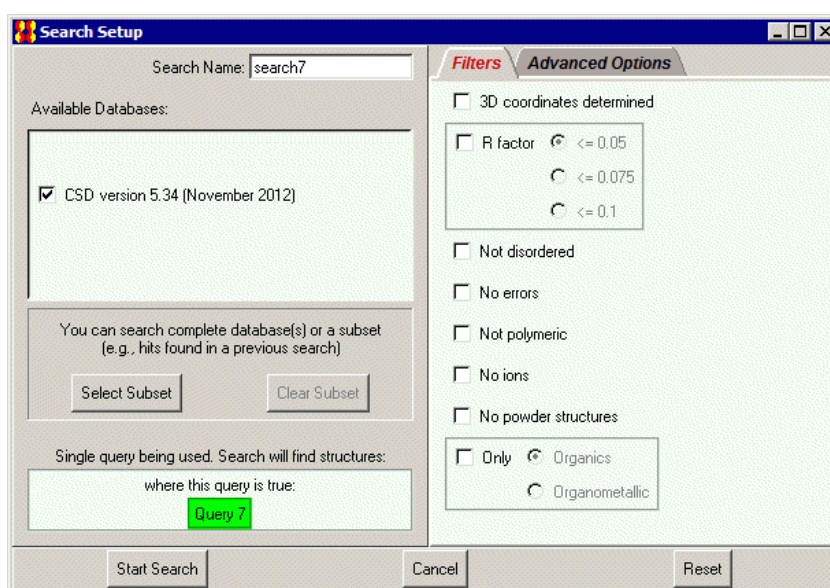 Search Setup
Search Name: search7
Available Databases:
CSD version 5.34 (November 2012)
You can search complete database(s) or a subset
(e.g., hits found in a previous search)
Select Subset
Clear Subset
Single query being used. Search will find structures:
where this query is true:
Query 7
Filters
Advanced Options
3D coordinates determined
R factor <= 0.05
<= 0.075
<= 0.1
Not disordered
No errors
Not polymeric
No ions
No powder structures
Only Organics
Organometallic
Start Search
Cancel
Reset